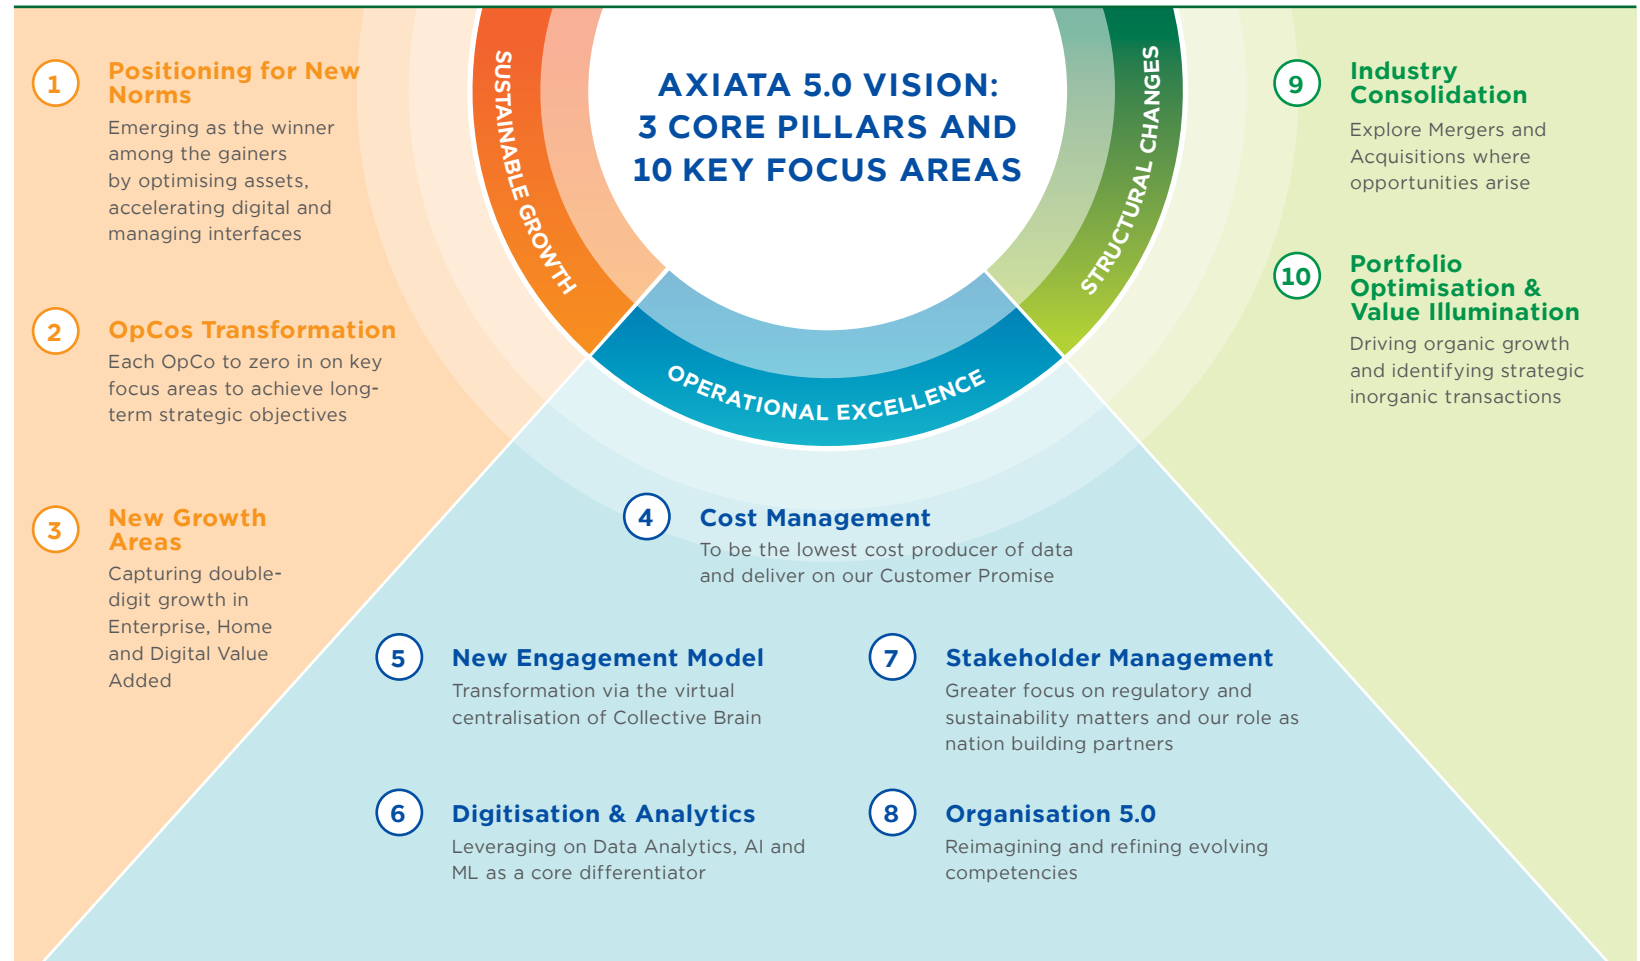 AXIATA 5.0 VISION:
3 CORE PILLARS AND
10 KEY FOCUS AREAS
SUSTAINABLE GROWTH
OPERATIONAL EXCELLENCE
STRUCTURAL CHANGES
1
Positioning for New
Norms
Emerging as the winner
among the gainers
by optimising assets,
accelerating digital and
managing interfaces
2
OpCos Transformation
Each OpCo to zero in on key
focus areas to achieve long-
term strategic objectives
3
New Growth
Areas
Capturing double-
digit growth in
Enterprise, Home
and Digital Value
Added
4
Cost Management
To be the lowest cost producer of data
and deliver on our Customer Promise
5
New Engagement Model
Transformation via the virtual
centralisation of Collective Brain
6
Digitisation & Analytics
Leveraging on Data Analytics, AI and
ML as a core differentiator
7
Stakeholder Management
Greater focus on regulatory and
sustainability matters and our role as
nation building partners
8
Organisation 5.0
Reimagining and refining evolving
competencies
9
Industry
Consolidation
Explore Mergers and
Acquisitions where
opportunities arise
10
Portfolio
Optimisation &
Value Illumination
Driving organic growth
and identifying strategic
inorganic transactions